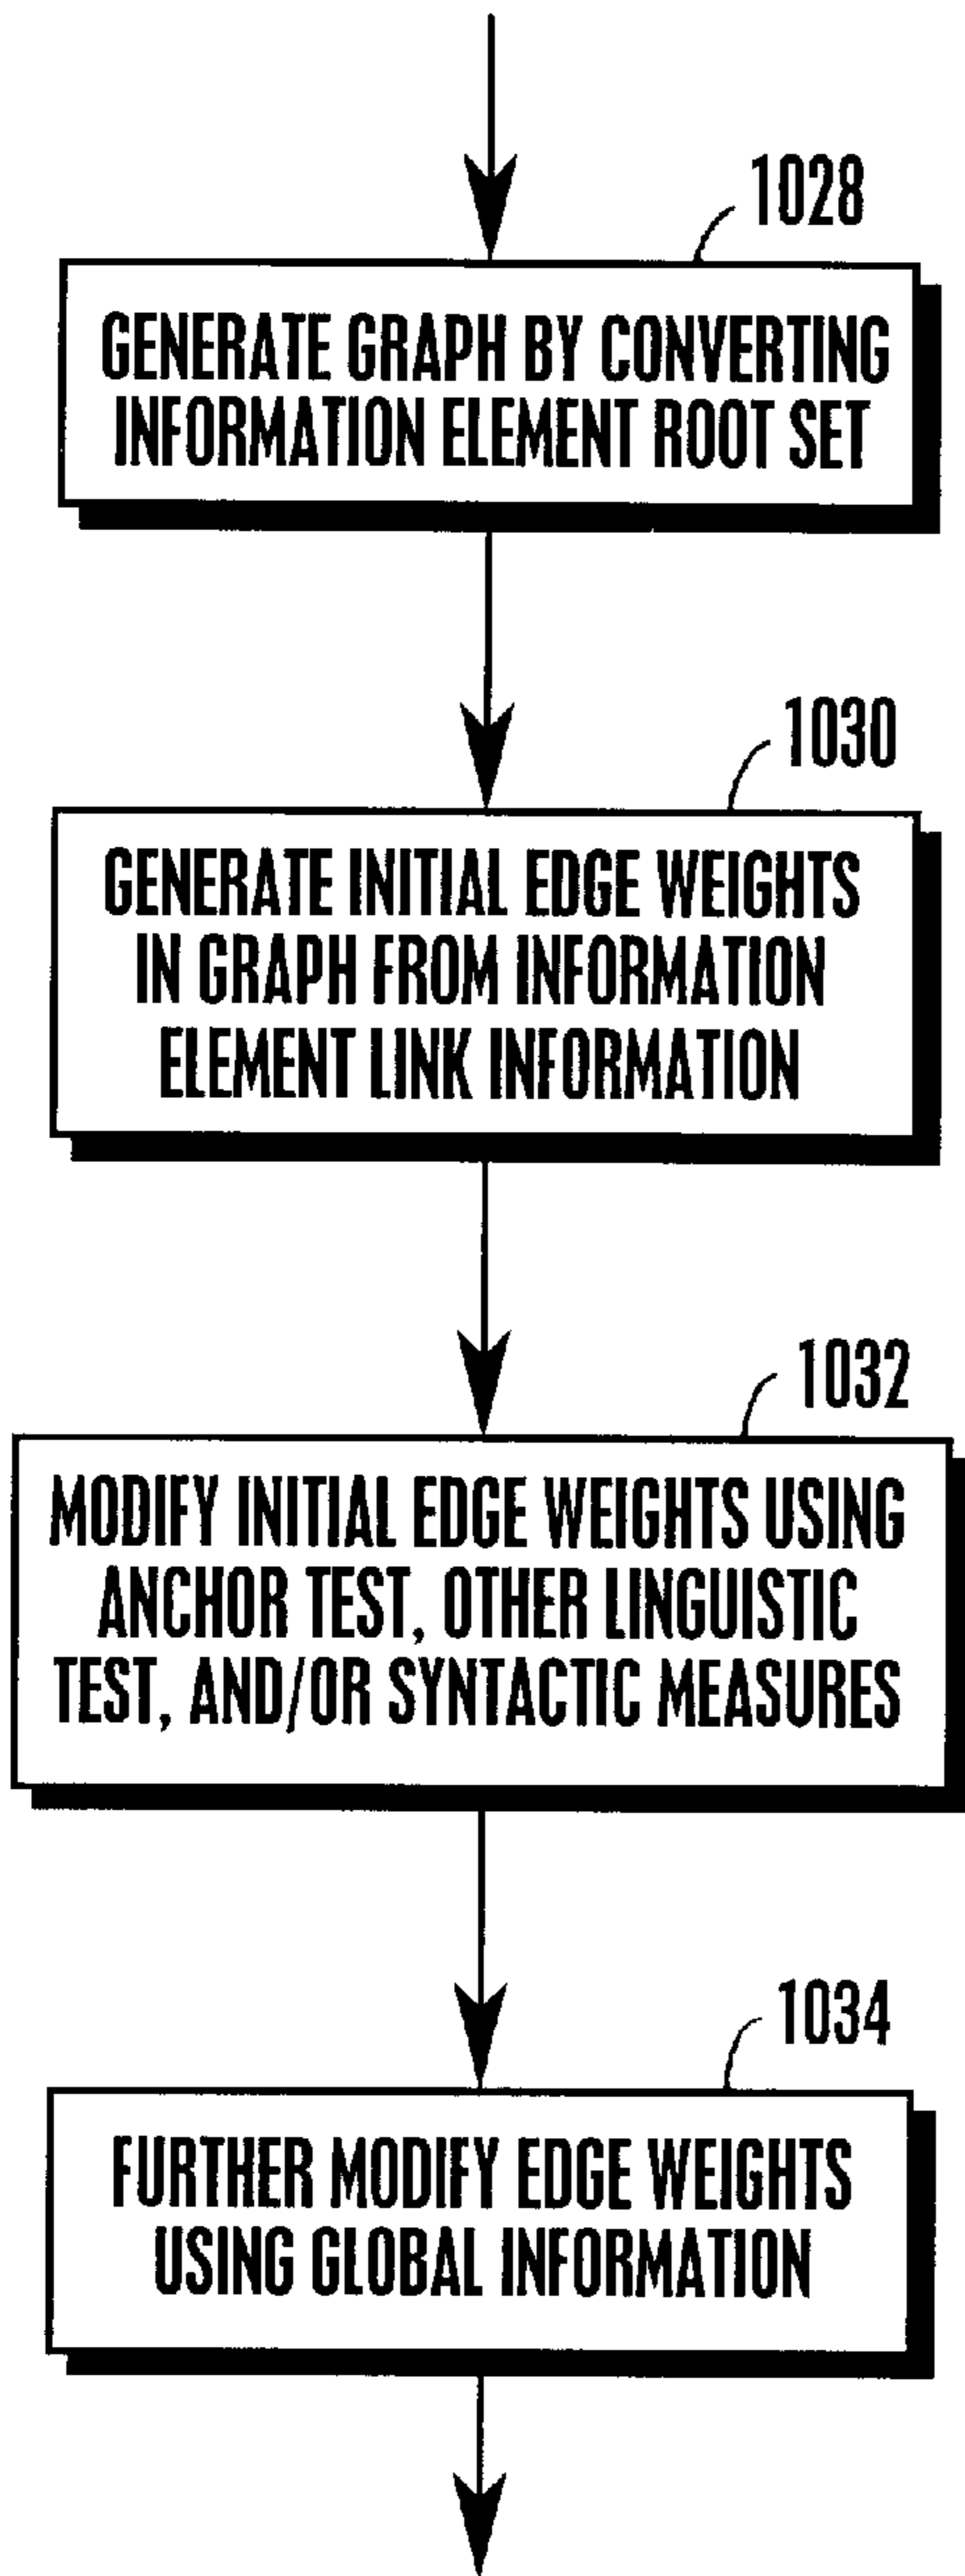 1028
GENERATE GRAPH BY CONVERTING
INFORMATION ELEMENT ROOT SET
1030
GENERATE INITIAL EDGE WEIGHTS
IN GRAPH FROM INFORMATION
ELEMENT LINK INFORMATION
1032
MODIFY INITIAL EDGE WEIGHTS USING
ANCHOR TEST, OTHER LINGUISTIC
TEST, AND/OR SYNTACTIC MEASURES
1034
FURTHER MODIFY EDGE WEIGHTS
USING GLOBAL INFORMATION